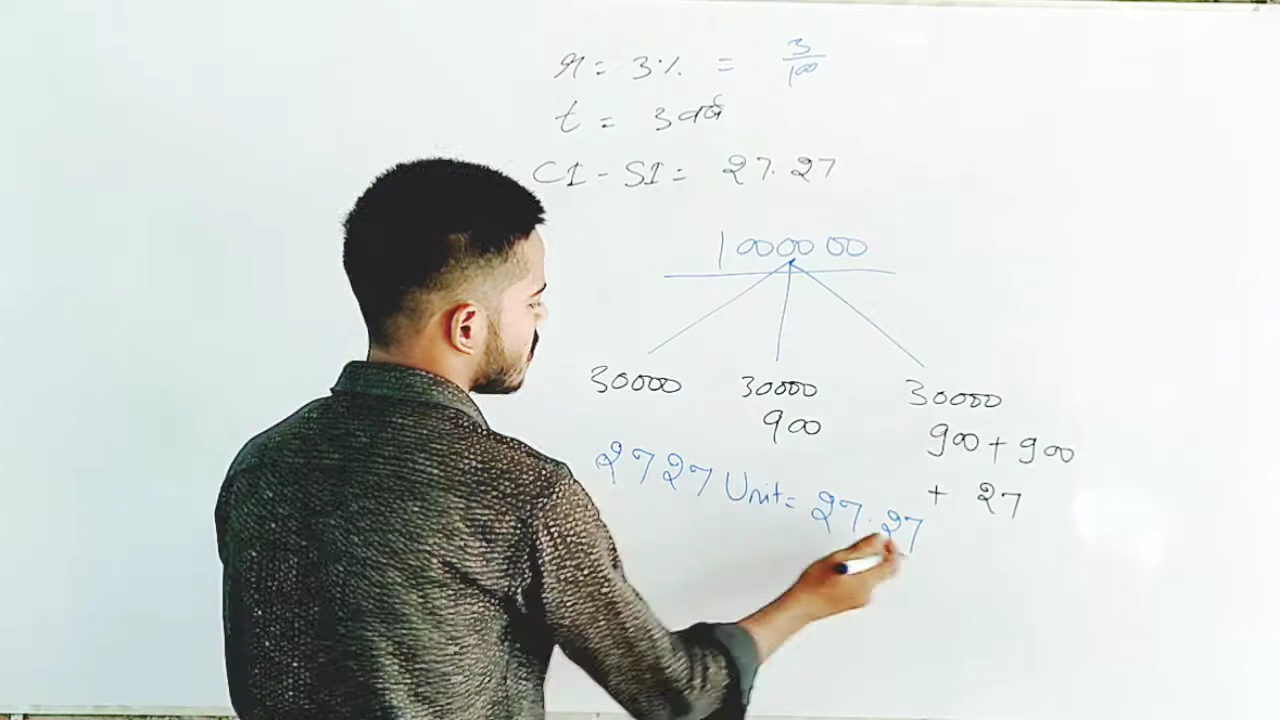 r = 3% = 3/100
t = 3 वर्ष
CI - SI = 27.27
1000000
30000 30000 30000
900 900 + 900
+ 27
2727 Unit = 27.27